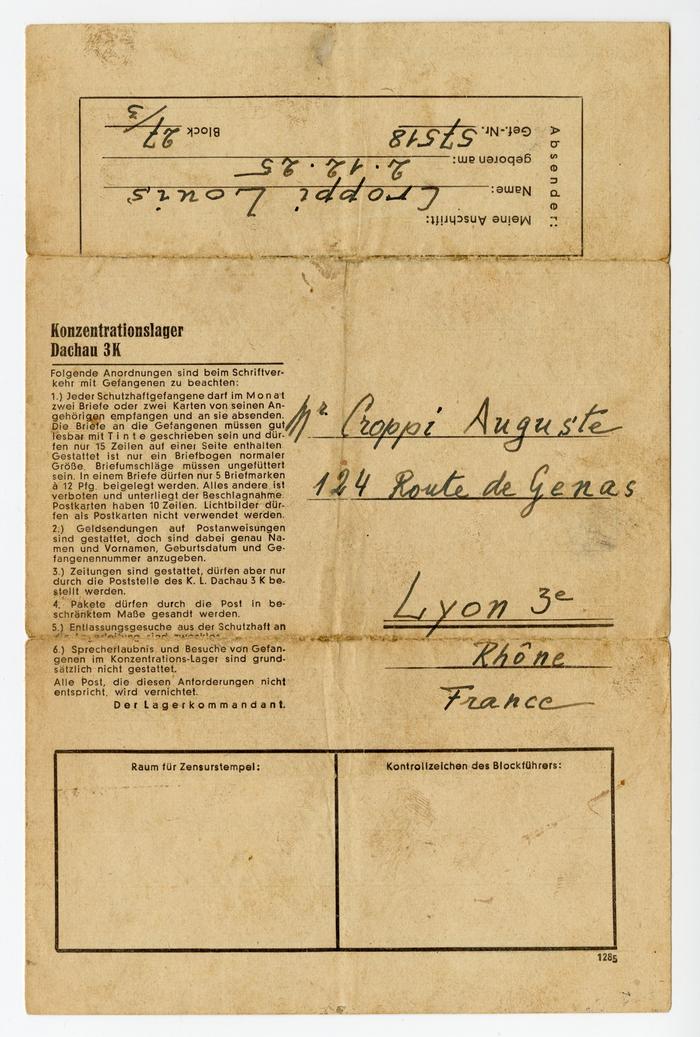 Absender:
Meine Anschrift:
Name: Croppi Louis
geboren am: 2.12.25
Gef.-Nr. 57518 Block 27/3
Konzentrationslager
Dachau 3K
Folgende Anordnungen sind beim Schriftver-
kehr mit Gefangenen zu beachten:
1.) Jeder Schutzhaftgefangene darf im Monat
zwei Briefe oder zwei Karten von seinen An-
gehörigen empfangen und an sie absenden.
Die Briefe an die Gefangenen müssen gut
lesbar mit Tinte geschrieben sein und dür-
fen nur 15 Zeilen auf einer Seite enthalten.
Gestattet ist nur ein Briefbogen normaler
Größe. Briefumschläge müssen ungefüttert
sein. In einem Briefe dürfen nur 5 Briefmarken
à 12 Pfg. beigelegt werden. Alles andere ist
verboten und unterliegt der Beschlagnahme.
Postkarten haben 10 Zeilen. Lichtbilder dür-
fen als Postkarten nicht verwendet werden.
2.) Geldsendungen auf Postanweisungen
sind gestattet, doch sind dabei genau Na-
men und Vornamen, Geburtsdatum und Ge-
fangenennummer anzugeben.
3.) Zeitungen sind gestattet, dürfen aber nur
durch die Poststelle des K. L. Dachau 3 K be-
stellt werden.
4. Pakete dürfen durch die Post in be-
schränktem Maße gesandt werden.
5.) Entlassungsgesuche aus der Schutzhaft an
6.) Sprecherlaubnis und Besuche von Gefan-
genen im Konzentrations-Lager sind grund-
sätzlich nicht gestattet.
Alle Post, die diesen Anforderungen nicht
entspricht, wird vernichtet.
Der Lagerkommandant.
Mr Croppi Auguste
124 Route de Genas
Lyon 3e
Rhône
France
Raum für Zensurstempel:
Kontrollzeichen des Blockführers:
1285